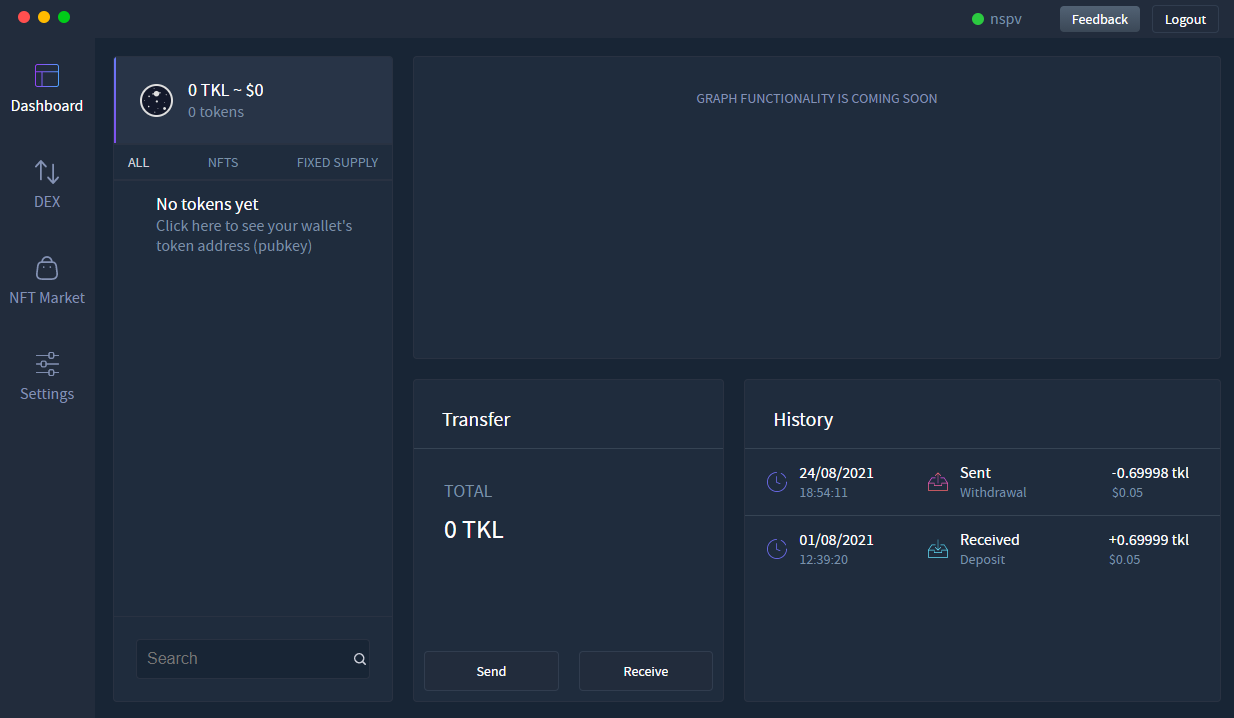 nspv
Feedback
Logout
Dashboard
DEX
NFT Market
Settings
0 TKL ~ $0
0 tokens
ALL
NFTS
FIXED SUPPLY
No tokens yet
Click here to see your wallet's
token address (pubkey)
Search
GRAPH FUNCTIONALITY IS COMING SOON
Transfer
TOTAL
0 TKL
Send
Receive
History
24/08/2021
18:54:11
Sent
Withdrawal
-0.69998 tkl
$0.05
01/08/2021
12:39:20
Received
Deposit
+0.69999 tkl
$0.05